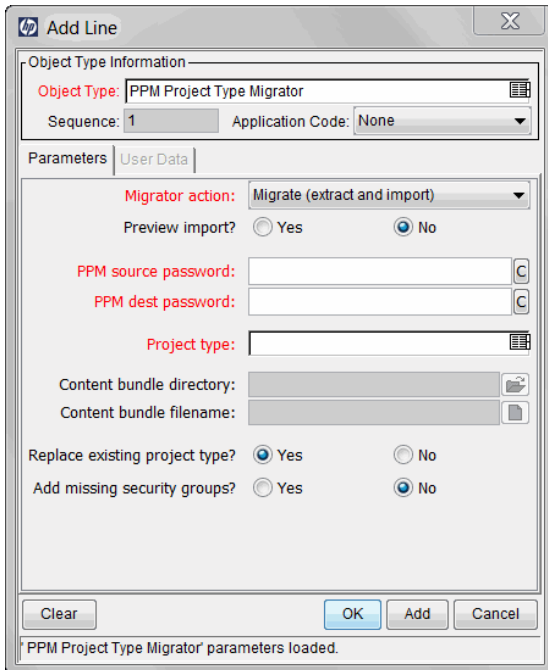 hp Add Line X
Object Type Information
Object Type: PPM Project Type Migrator
Sequence: 1 Application Code: None
Parameters User Data
Migrator action: Migrate (extract and import)
Preview import? Yes No
PPM source password: C
PPM dest password: C
Project type:
Content bundle directory:
Content bundle filename:
Replace existing project type? Yes No
Add missing security groups? Yes No
Clear OK Add Cancel
' PPM Project Type Migrator' parameters loaded.